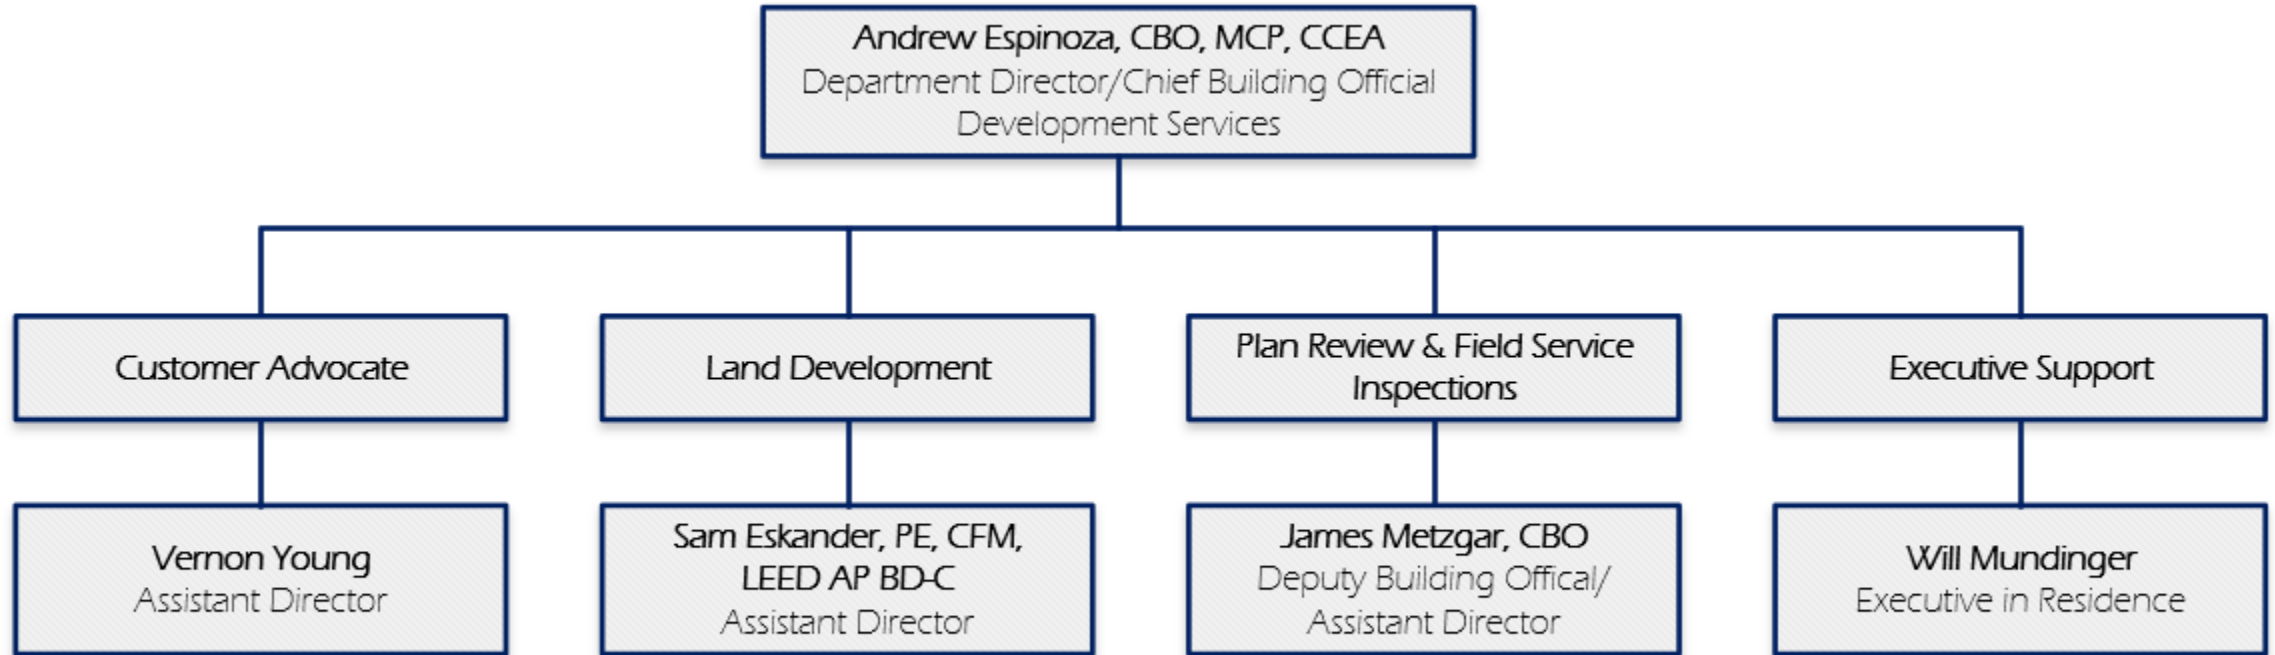 Andrew Espinoza, CBO, MCP, CCEA
Department Director/Chief Building Official
Development Services
Customer Advocate
Land Development
Plan Review & Field Service
Inspections
Executive Support
Vernon Young
Assistant Director
Sam Eskander, PE, CFM,
LEED AP BD-C
Assistant Director
James Metzgar, CBO
Deputy Building Offical/
Assistant Director
Will Mundinger
Executive in Residence